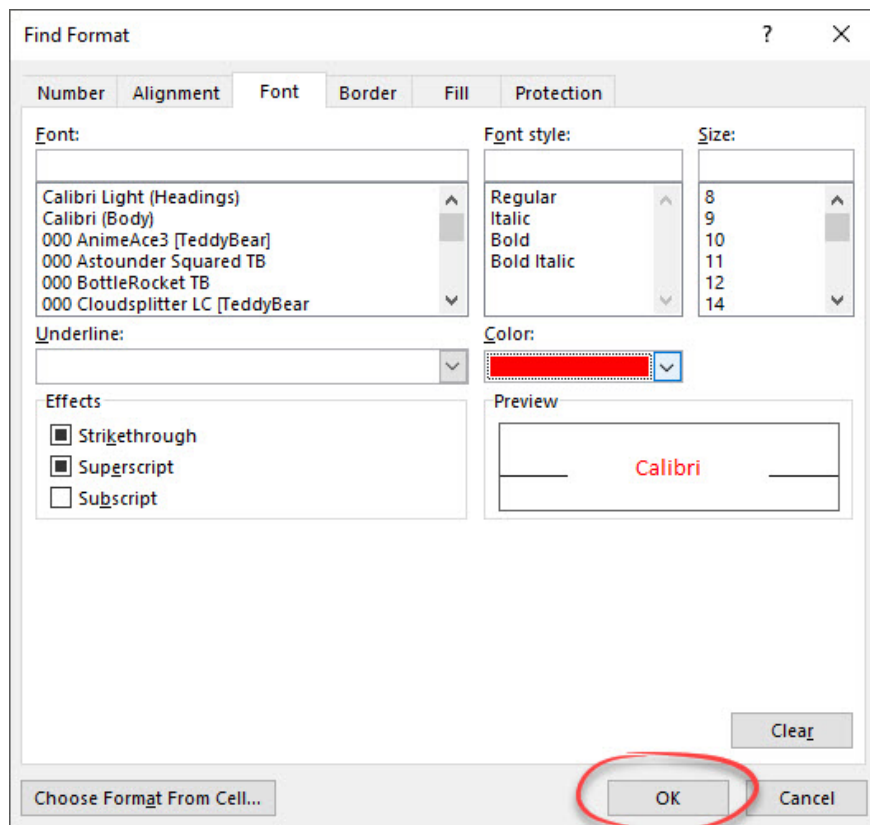 Find Format ?
Number Alignment Font Border Fill Protection
Font: Font style: Size:
Calibri Light (Headings) Regular 8
Calibri (Body) Italic 9
000 AnimeAce3 [TeddyBear] Bold 10
000 Astounder Squared TB Bold Italic 11
000 BottleRocket TB 12
000 Cloudsplitter LC [TeddyBear 14
Underline: Color:
Effects Preview
Strikethrough
Superscript Calibri
Subscript
Clear
Choose Format From Cell... OK Cancel